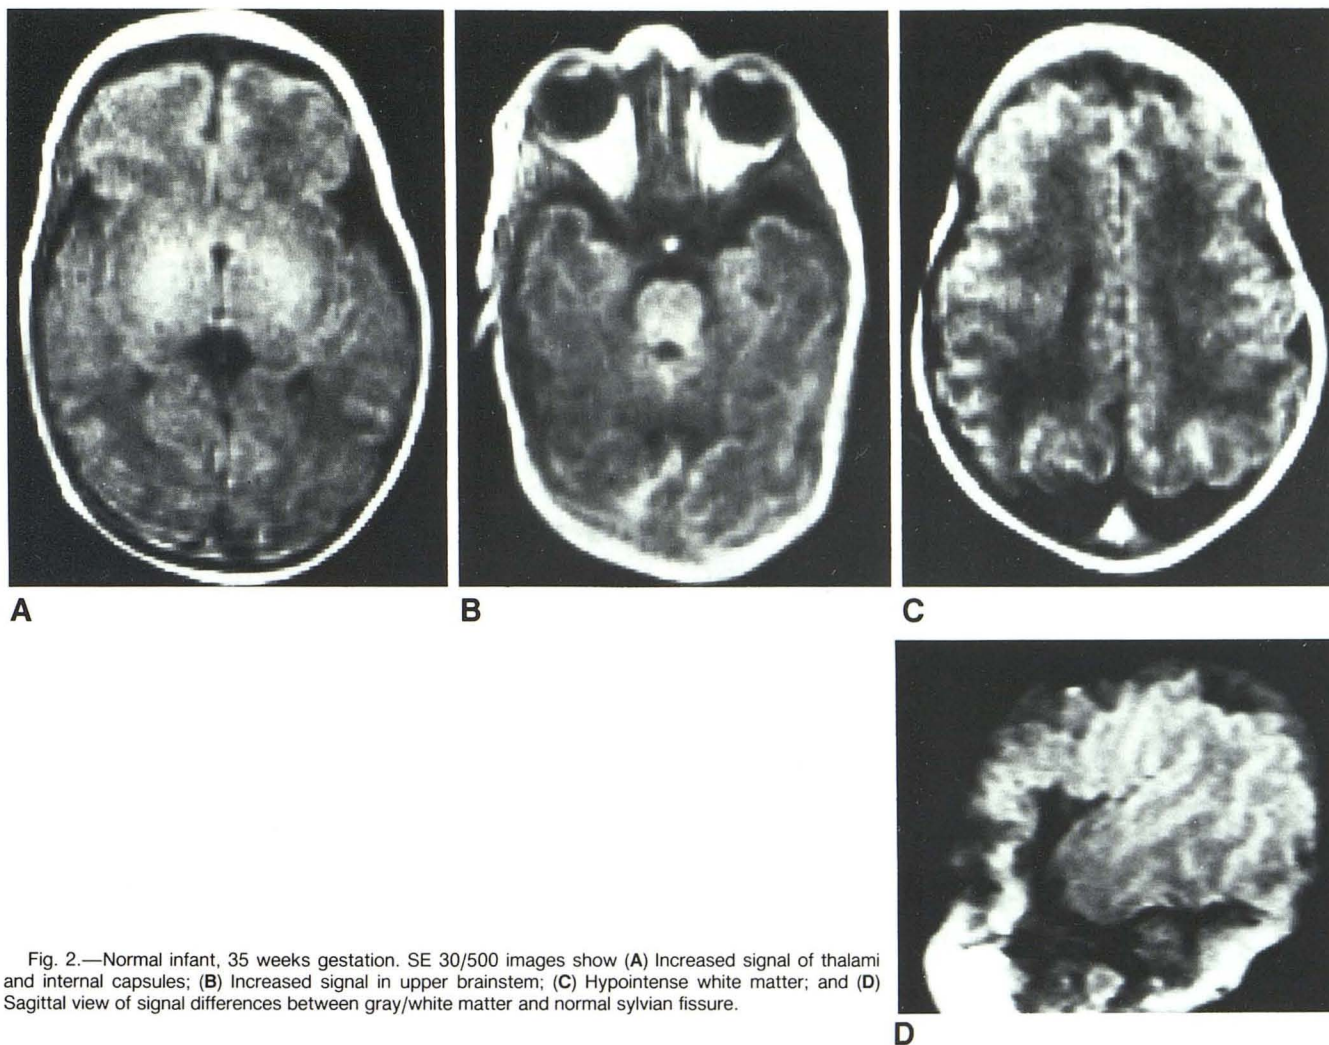 A
B
C
Fig. 2.—Normal infant, 35 weeks gestation. SE 30/500 images show (A) Increased signal of thalami
and internal capsules; (B) Increased signal in upper brainstem; (C) Hypointense white matter; and (D)
Sagittal view of signal differences between gray/white matter and normal sylvian fissure.
D